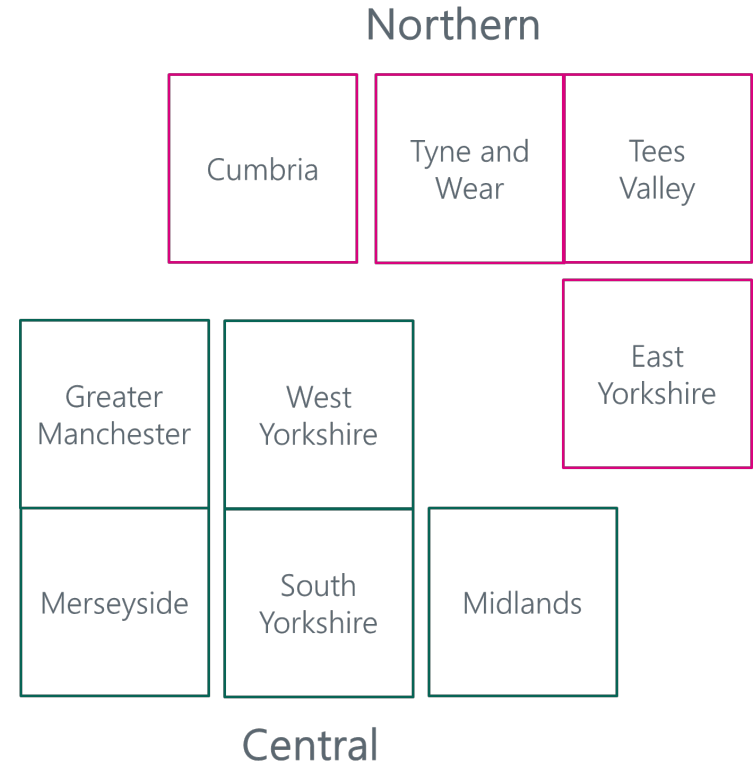 Northern
Cumbria
Tyne and
Wear
Tees
Valley
East
Yorkshire
Greater
Manchester
West
Yorkshire
Merseyside
South
Yorkshire
Midlands
Central